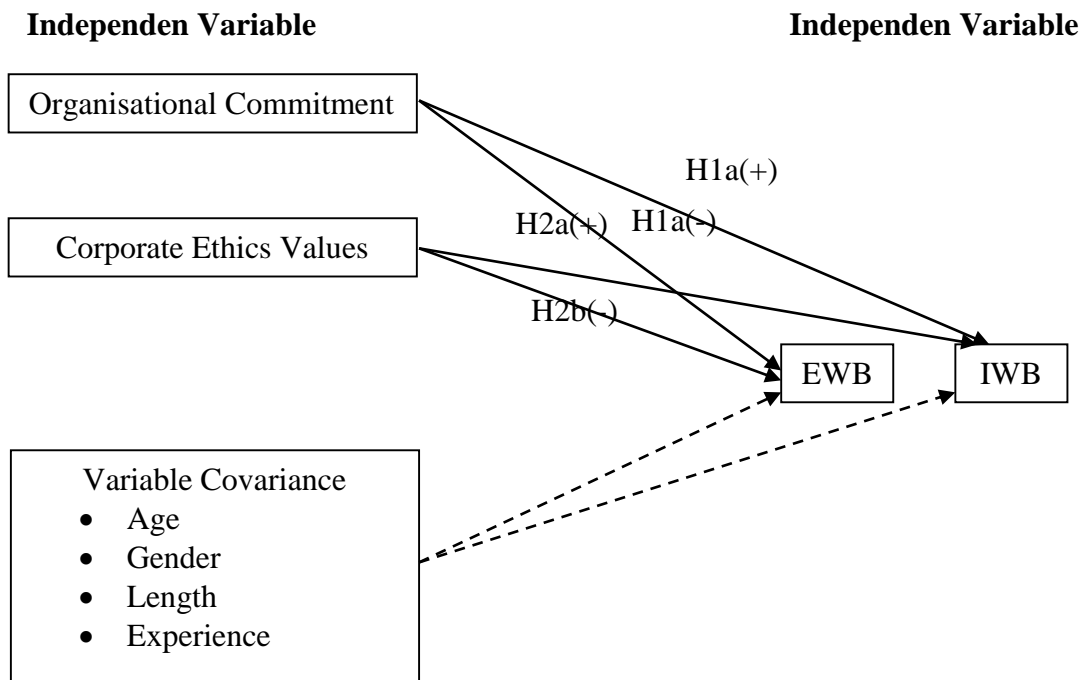 Independen Variable
Independen Variable
Organisational Commitment
H1a(+)
H2a(+)
H1a(-)
Corporate Ethics Values
H2b(-)
EWB
IWB
Variable Covariance
• Age
• Gender
• Length
• Experience